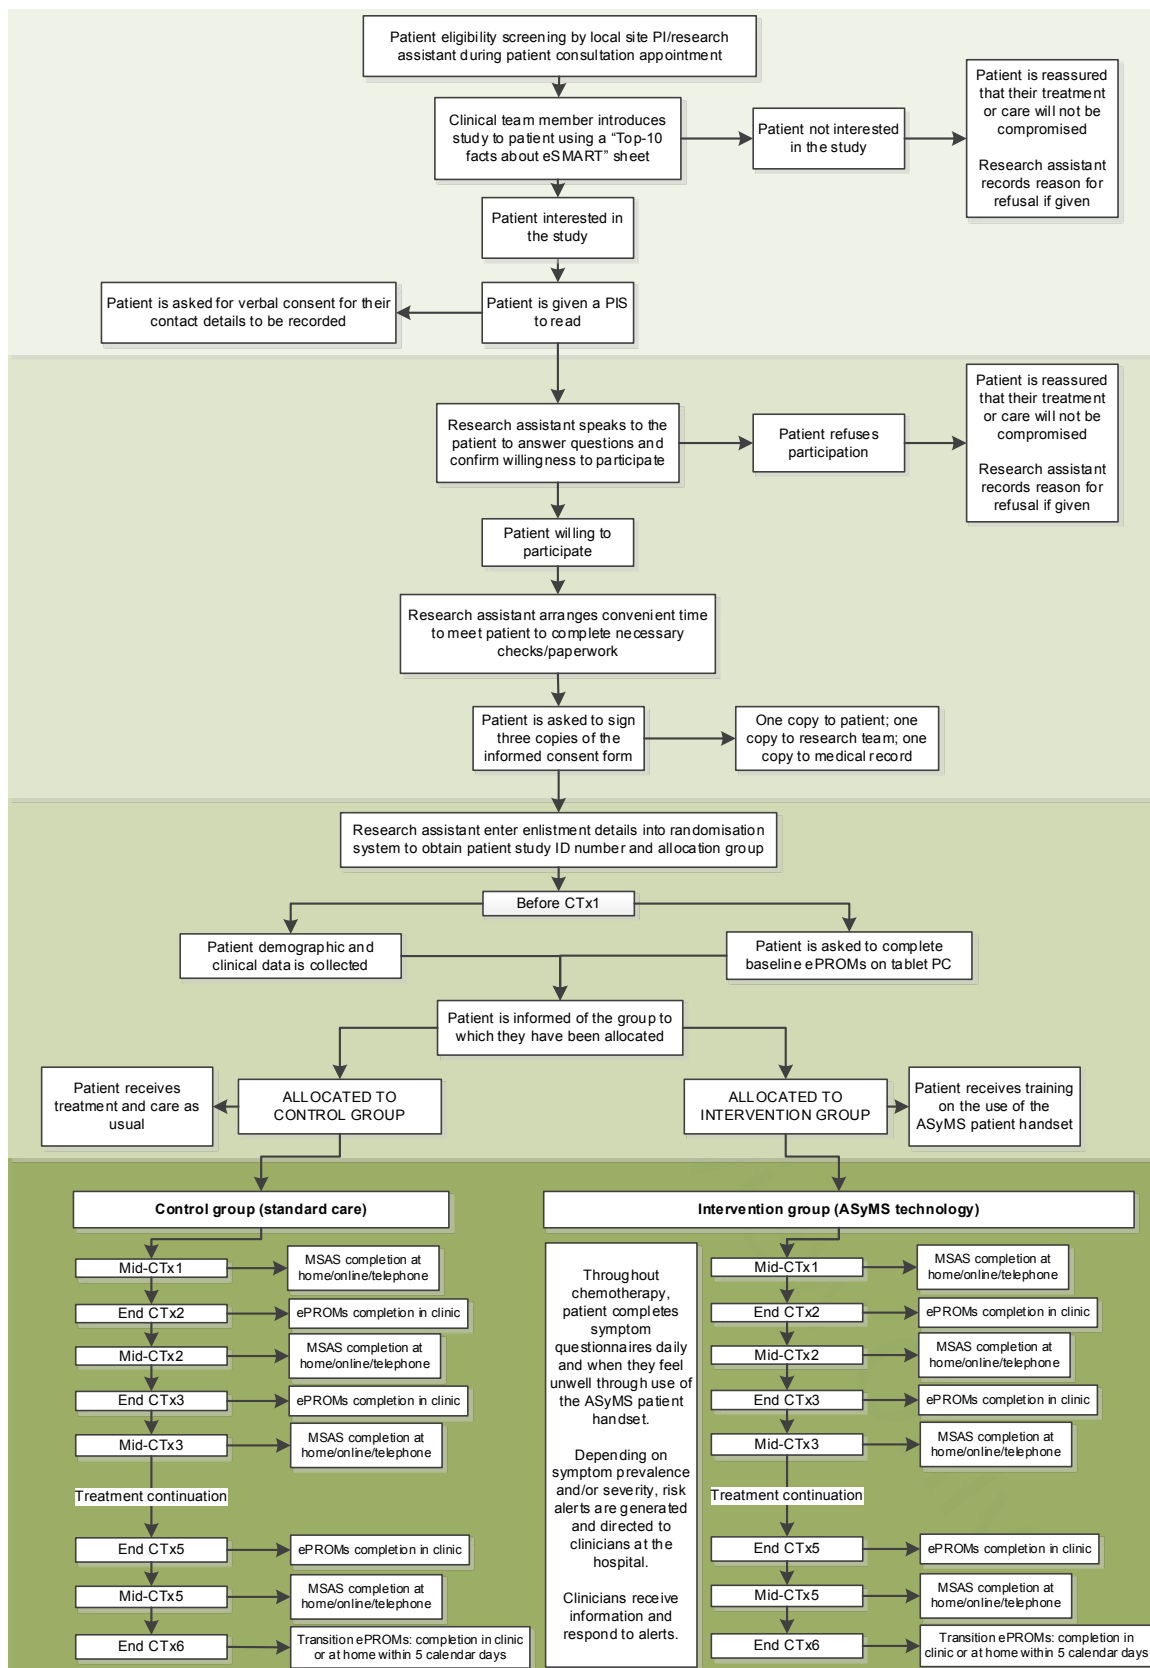 Patient eligibility screening by local site PI/research
assistant during patient consultation appointment
Clinical team member introduces
study to patient using a “Top-10
facts about eSMART” sheet
Patient not interested
in the study
Patient is reassured
that their treatment
or care will not be
compromised
Research assistant
records reason for
refusal if given
Patient interested in
the study
Patient is asked for verbal consent for their
contact details to be recorded
Patient is given a PIS
to read
Research assistant speaks to the
patient to answer questions and
confirm willingness to participate
Patient refuses
participation
Patient is reassured
that their treatment
or care will not be
compromised
Research assistant
records reason for
refusal if given
Patient willing to
participate
Research assistant arranges convenient time
to meet patient to complete necessary
checks/paperwork
Patient is asked to sign
three copies of the
informed consent form
One copy to patient; one
copy to research team; one
copy to medical record
Research assistant enter enlistment details into randomisation
system to obtain patient study ID number and allocation group
Before CTx1
Patient demographic and
clinical data is collected
Patient is asked to complete
baseline ePROMs on tablet PC
Patient is informed of the group to
which they have been allocated
Patient receives
treatment and care as
usual
ALLOCATED TO
CONTROL GROUP
ALLOCATED TO
INTERVENTION GROUP
Patient receives training
on the use of the
ASyMS patient handset
Control group (standard care)
Mid-CTx1
MSAS completion at
home/online/telephone
End CTx2
ePROMs completion in clinic
Mid-CTx2
MSAS completion at
home/online/telephone
End CTx3
ePROMs completion in clinic
Mid-CTx3
MSAS completion at
home/online/telephone
Treatment continuation
End CTx5
ePROMs completion in clinic
Mid-CTx5
MSAS completion at
home/online/telephone
End CTx6
Transition ePROMs: completion in clinic
or at home within 5 calendar days
Intervention group (ASyMS technology)
Throughout
chemotherapy,
patient completes
symptom
questionnaires daily
and when they feel
unwell through use of
the ASyMS patient
handset.
Depending on
symptom prevalence
and/or severity, risk
alerts are generated
and directed to
clinicians at the
hospital.
Clinicians receive
information and
respond to alerts.
Mid-CTx1
MSAS completion at
home/online/telephone
End CTx2
ePROMs completion in clinic
Mid-CTx2
MSAS completion at
home/online/telephone
End CTx3
ePROMs completion in clinic
Mid-CTx3
MSAS completion at
home/online/telephone
Treatment continuation
End CTx5
ePROMs completion in clinic
Mid-CTx5
MSAS completion at
home/online/telephone
End CTx6
Transition ePROMs: completion in
clinic or at home within 5 calendar days